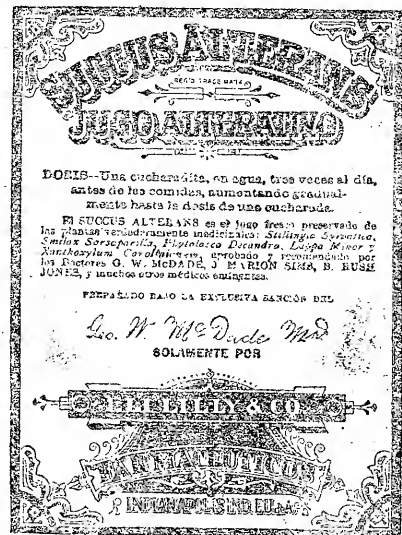 SUCCUS ALTERANS
REG'D TRADE MARK
JUGO ALTERATIVO
DOSIS--Una cucharadita, en agua, tres veces al día,
antes de las comidas, aumentando gradual-
mente hasta la dosis de una cucharada.
El SUCCUS ALTERANS es el jugo fresco preservado de
las plantas verdaderamente medicinales: Stillingia Sylvatica,
Smilax Sarsaparilla, Phytolacca Decandra, Lappa Minor y
Xanthoxylum Carolinianum, aprobado y recomendado por
los Doctores G. W. McDADE, J. MARION SIMS, B. RUSH
JONES, y muchos otros médicos eminentes.
PREPARADO BAJO LA EXCLUSIVA SANCIÓN DEL
Geo. W. McDade MD
SOLAMENTE POR
ELI LILLY & CO.
FARMACEUTICOS
INDIANAPOLIS IND. E.U. de A.